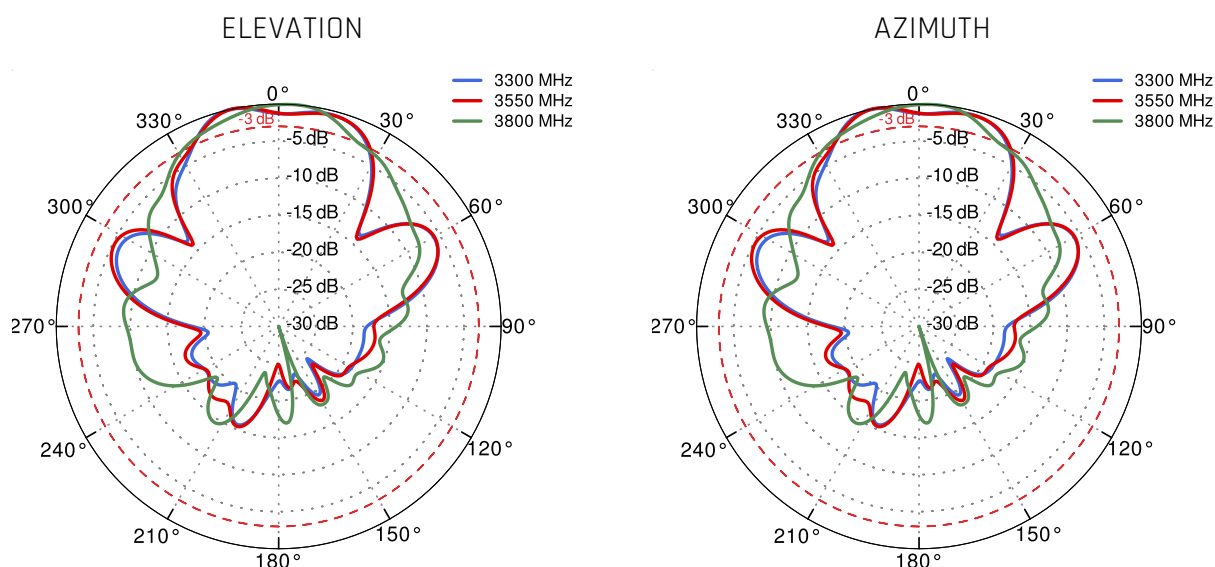 ELEVATION
3300 MHz
3550 MHz
3800 MHz
0°
-3 dB
330°
30°
-5 dB
-10 dB
300°
60°
-15 dB
-20 dB
-25 dB
-30 dB
270°
90°
240°
120°
210°
150°
180°
AZIMUTH
3300 MHz
3550 MHz
3800 MHz
0°
-3 dB
330°
30°
-5 dB
-10 dB
300°
60°
-15 dB
-20 dB
-25 dB
-30 dB
270°
90°
240°
120°
210°
150°
180°